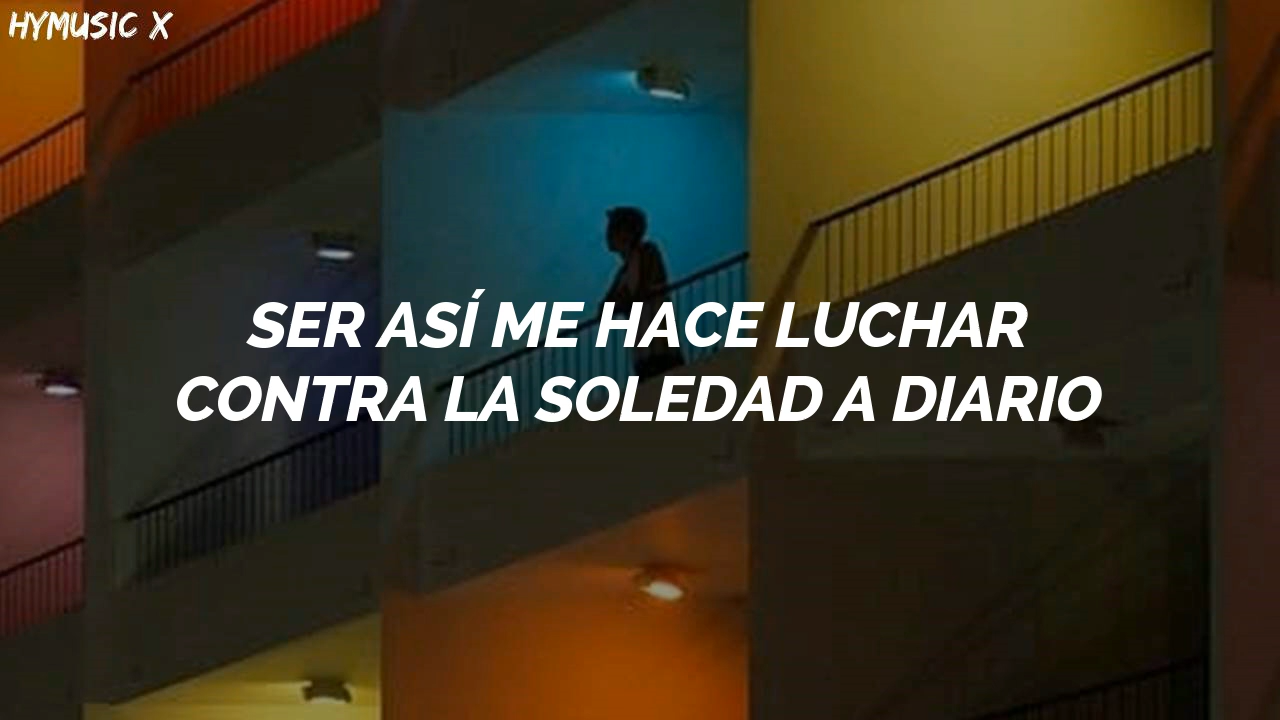 HYMUSIC X
SER ASÍ ME HACE LUCHAR
CONTRA LA SOLEDAD A DIARIO